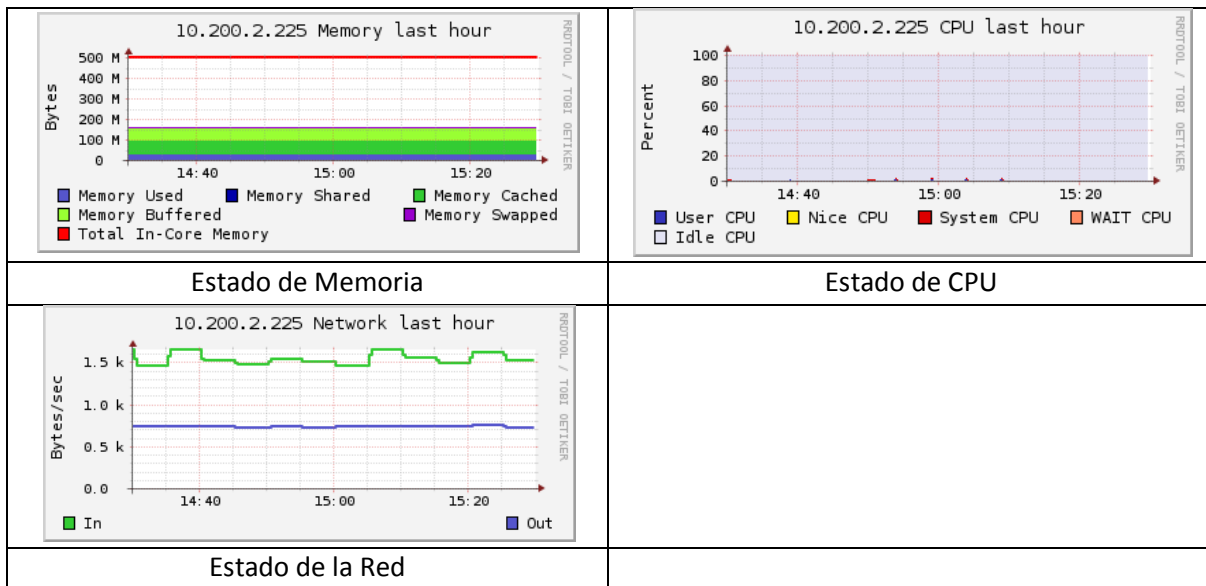 10.200.2.225 Memory last hour
RRDTOOL / TOBI OETIKER
Bytes
500 M
400 M
300 M
200 M
100 M
0
14:40 15:00 15:20
Memory Used Memory Shared Memory Cached
Memory Buffered Memory Swapped
Total In-Core Memory
10.200.2.225 CPU last hour
RRDTOOL / TOBI OETIKER
Percent
100
80
60
40
20
0
14:40 15:00 15:20
User CPU Nice CPU System CPU WAIT CPU
Idle CPU
Estado de Memoria
Estado de CPU
10.200.2.225 Network last hour
RRDTOOL / TOBI OETIKER
Bytes/sec
1.5 k
1.0 k
0.5 k
0.0
14:40 15:00 15:20
In Out
Estado de la Red